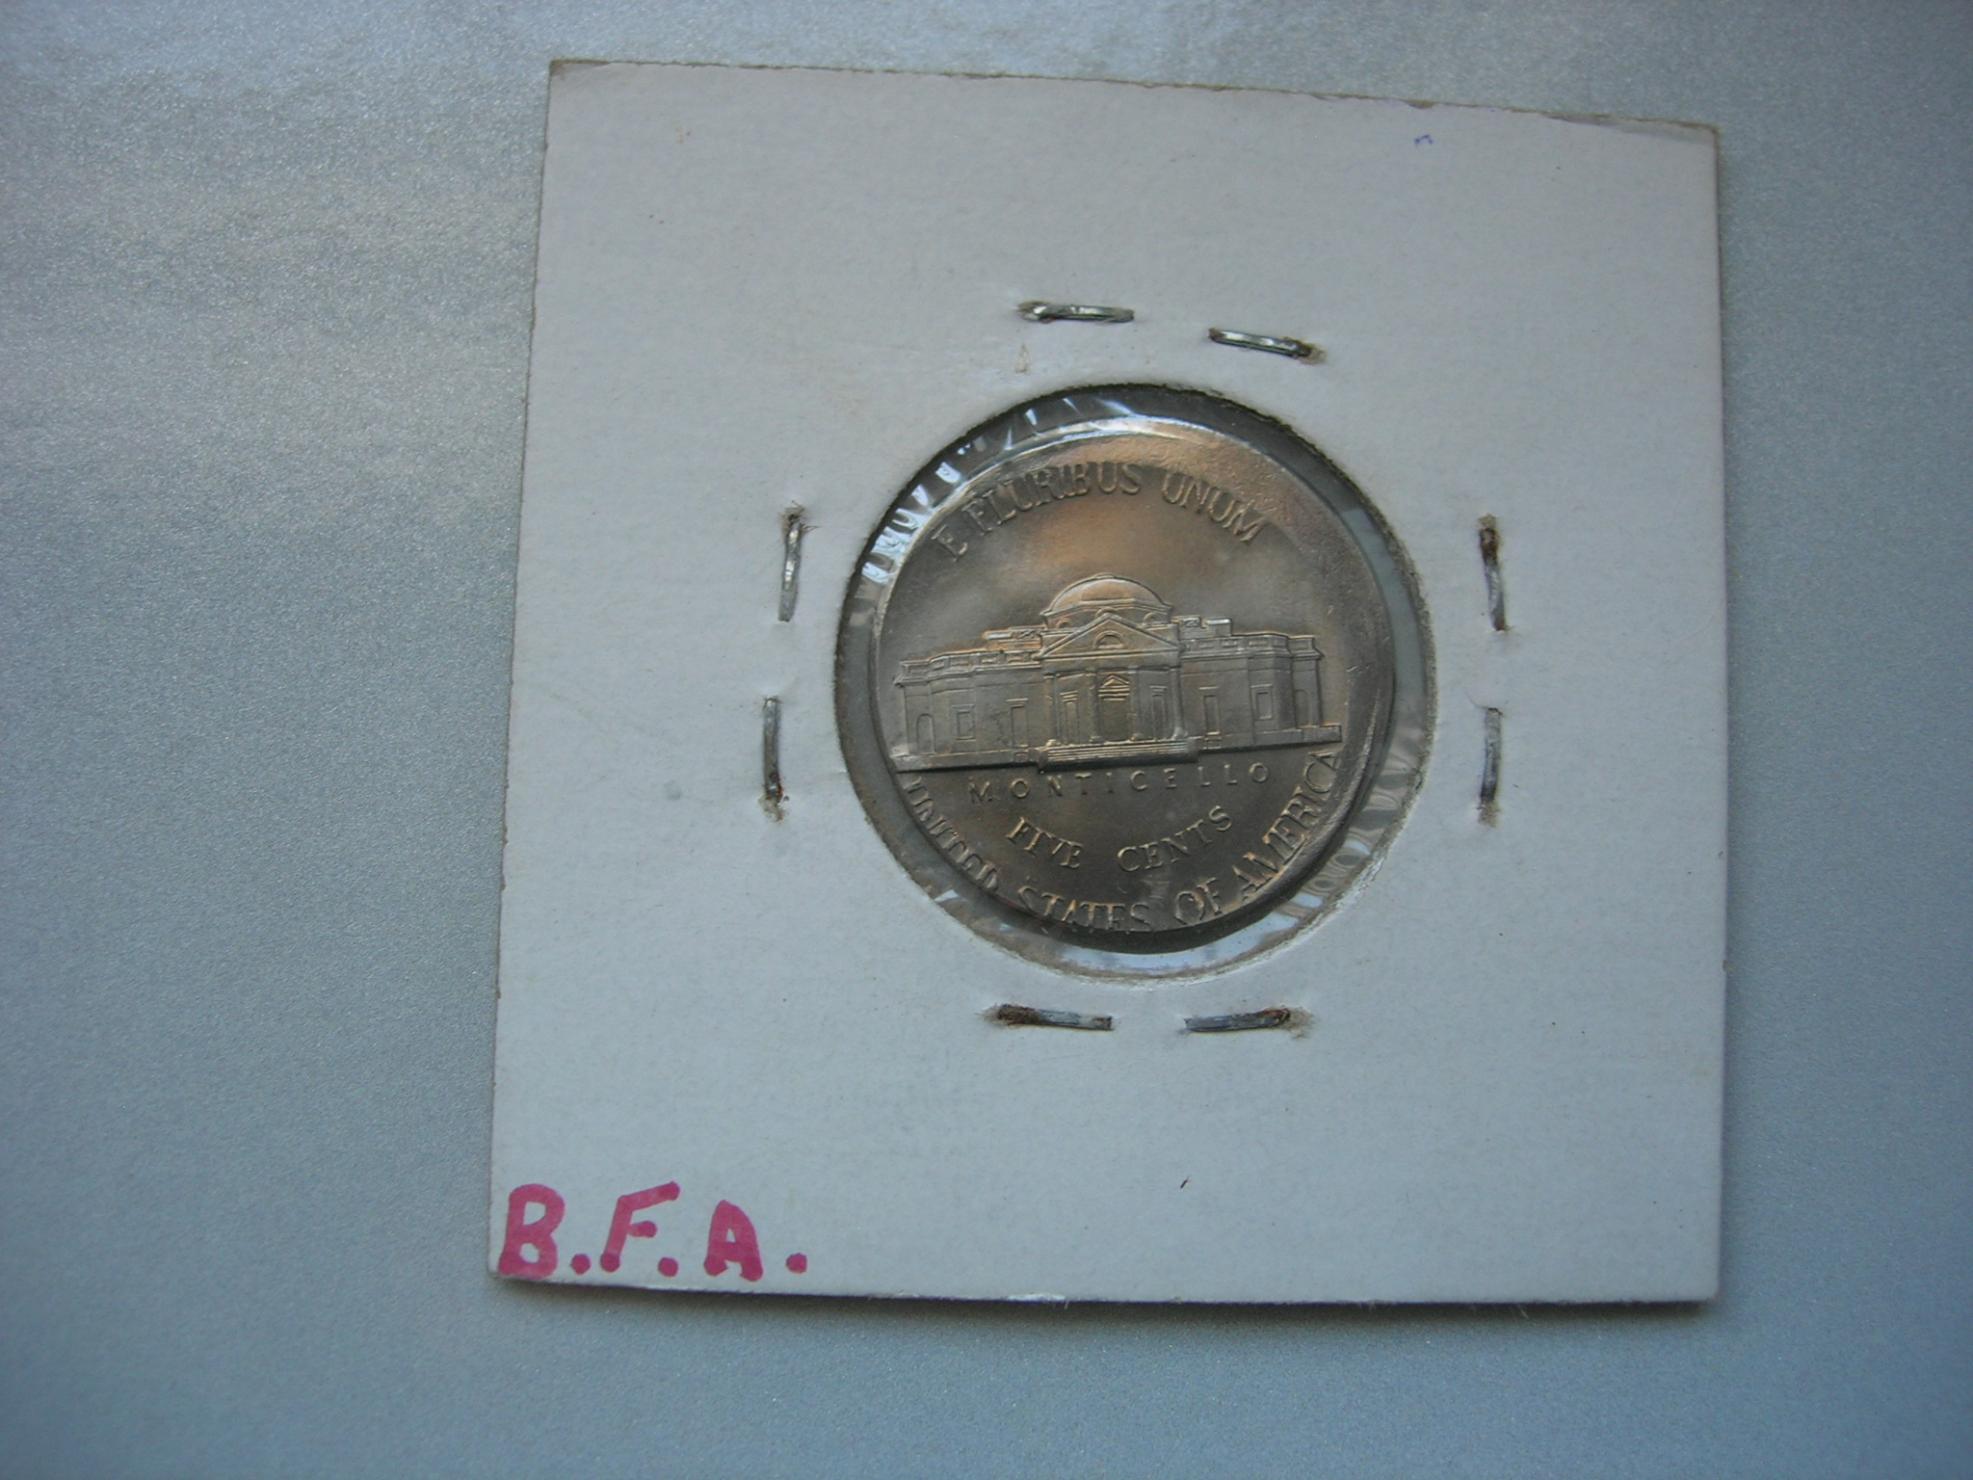 E PLURIBUS UNUM
MONTICELLO
FIVE CENTS
UNITED STATES OF AMERICA
B.F.A.